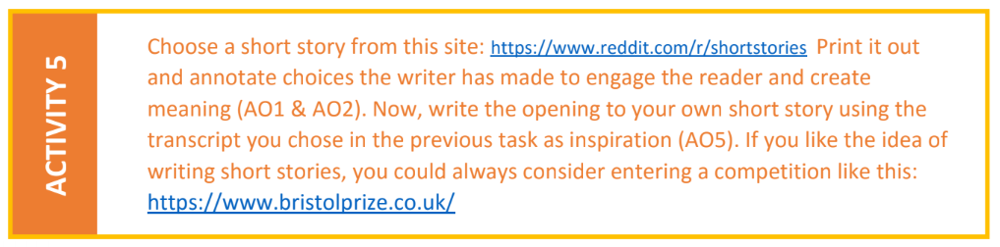 ACTIVITY 5
Choose a short story from this site: https://www.reddit.com/r/shortstories Print it out
and annotate choices the writer has made to engage the reader and create
meaning (AO1 & AO2). Now, write the opening to your own short story using the
transcript you chose in the previous task as inspiration (AO5). If you like the idea of
writing short stories, you could always consider entering a competition like this:
https://www.bristolprize.co.uk/